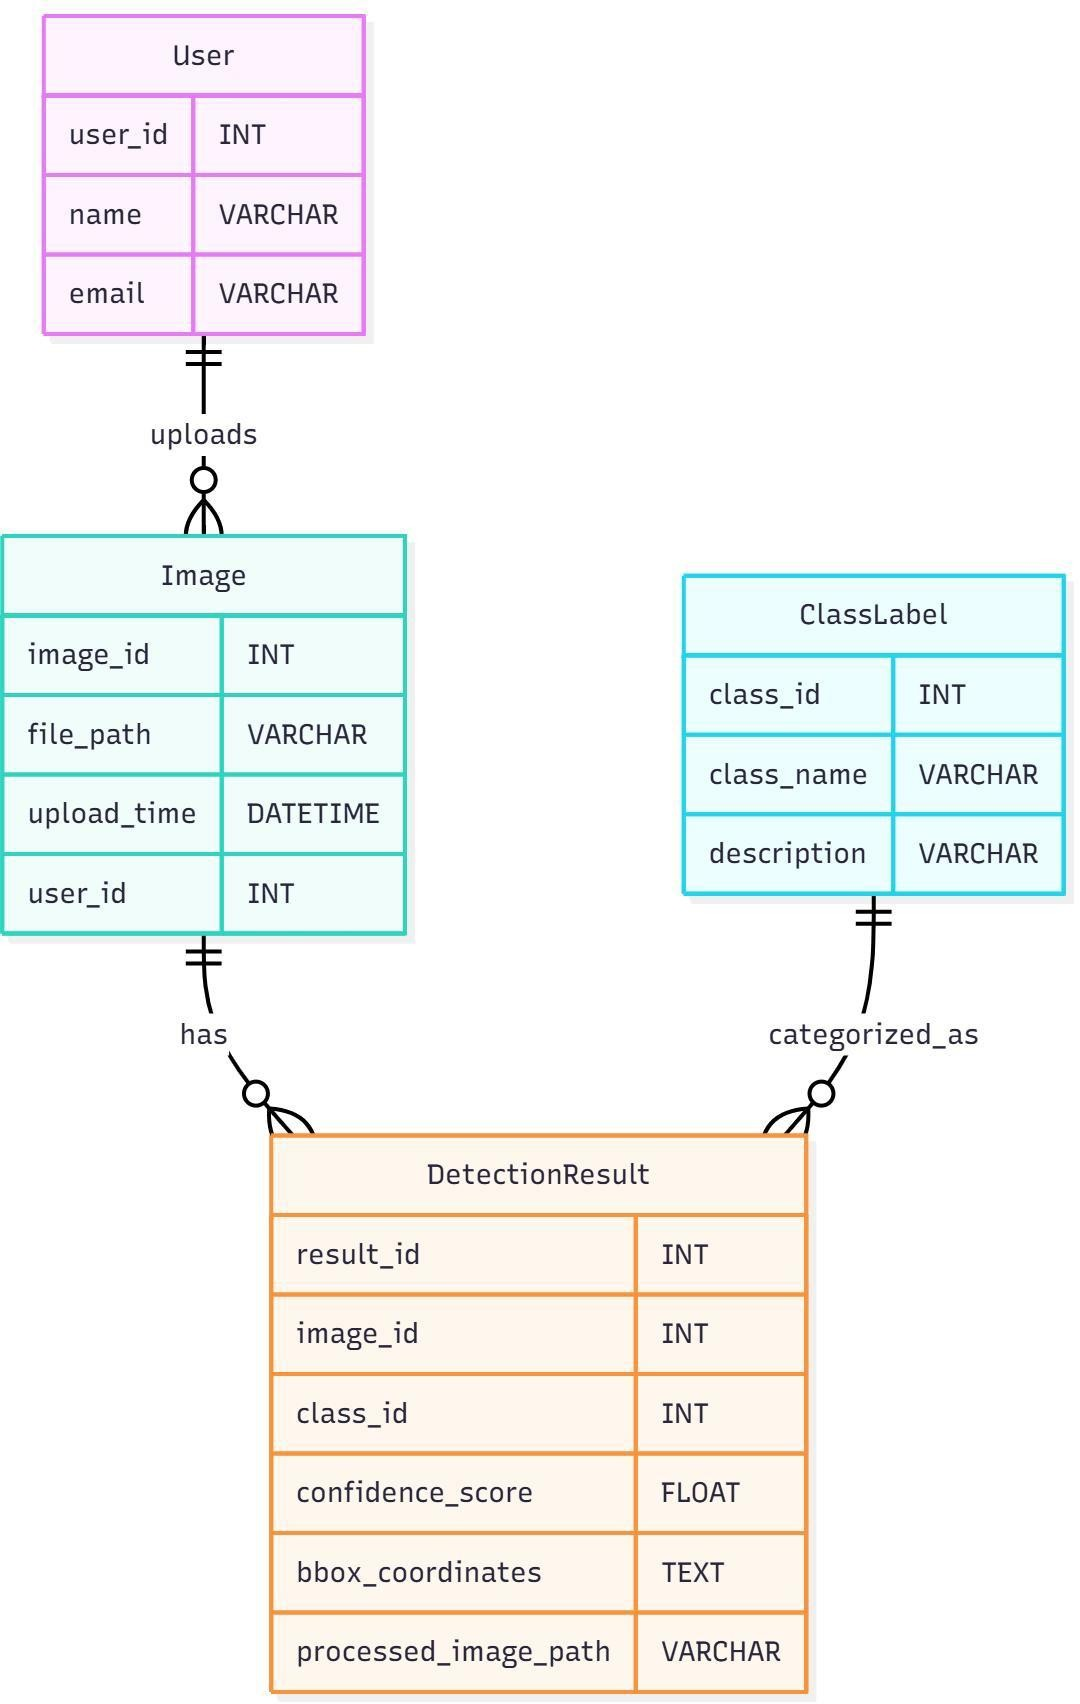 User
user_id INT
name VARCHAR
email VARCHAR
uploads
Image
image_id INT
file_path VARCHAR
upload_time DATETIME
user_id INT
ClassLabel
class_id INT
class_name VARCHAR
description VARCHAR
has
categorized_as
DetectionResult
result_id INT
image_id INT
class_id INT
confidence_score FLOAT
bbox_coordinates TEXT
processed_image_path VARCHAR